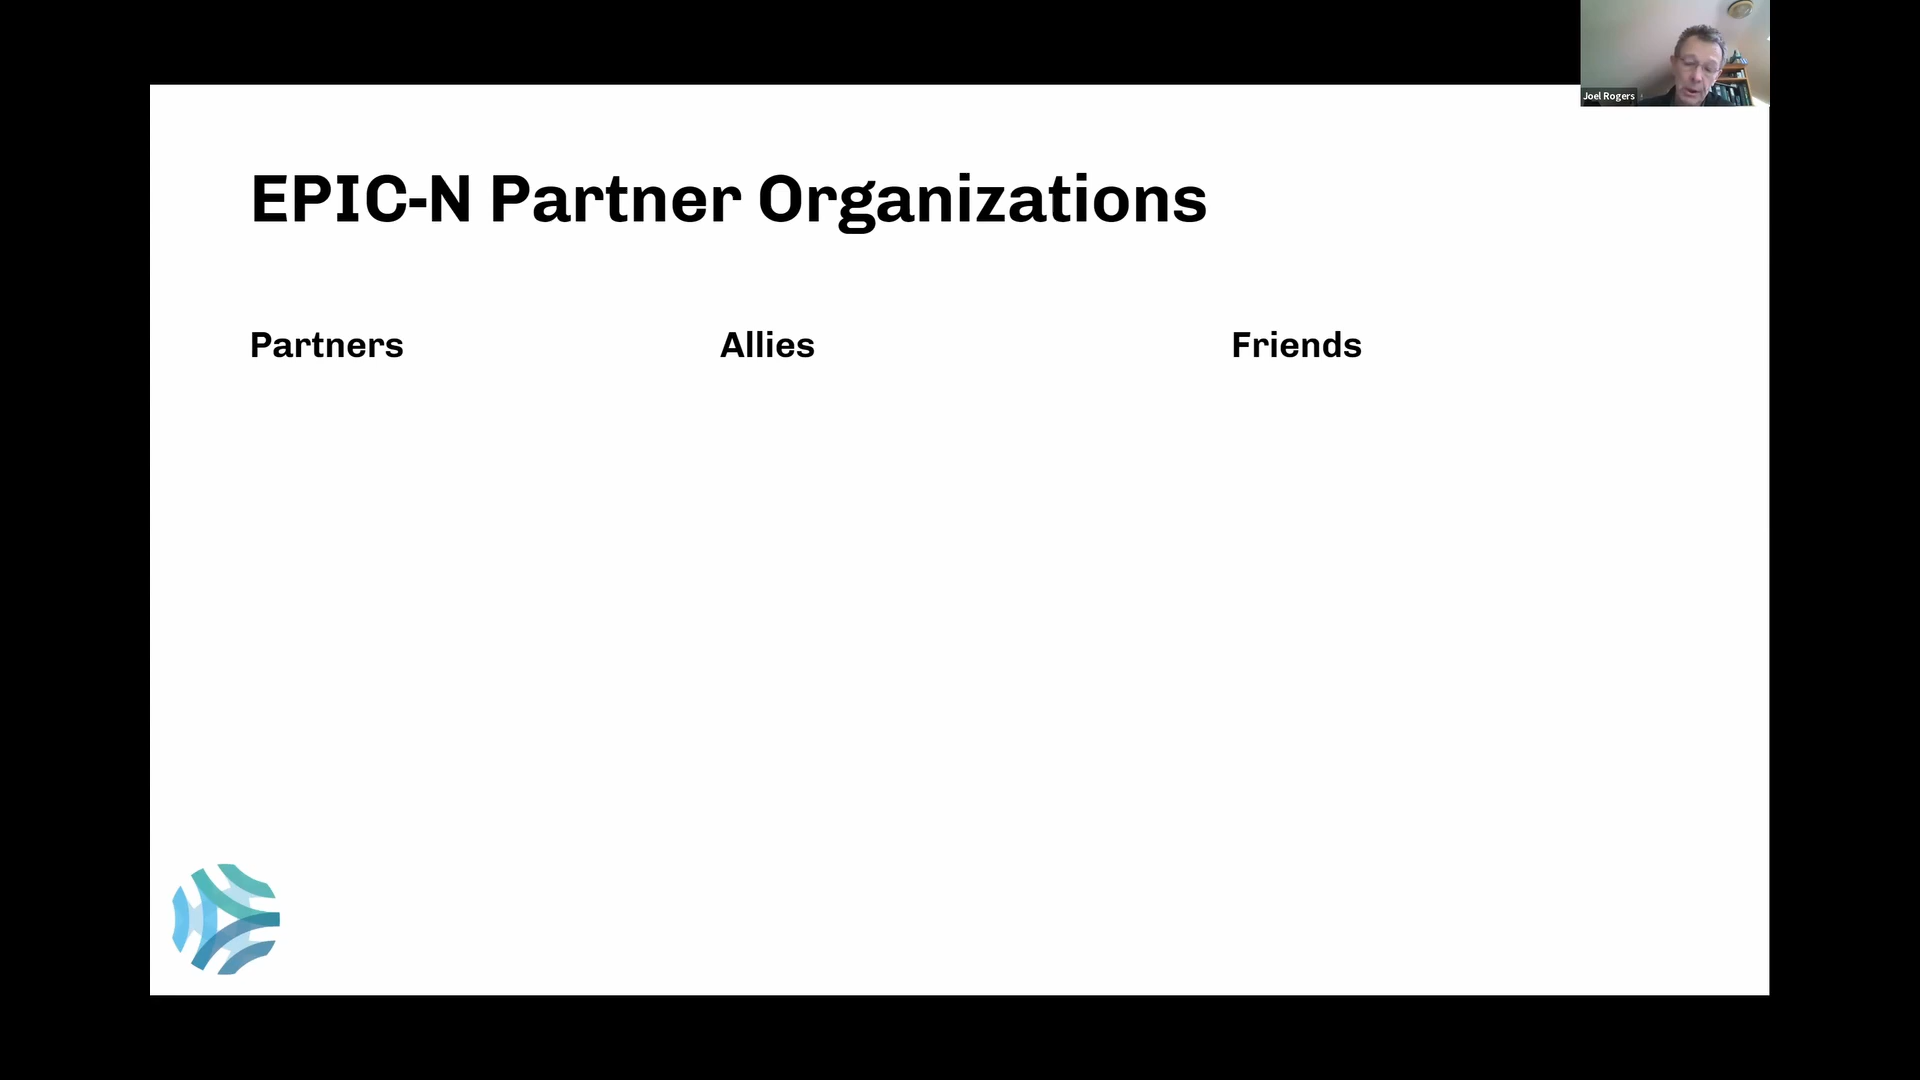 Joel Rogers
EPIC-N Partner Organizations
Partners
Allies
Friends